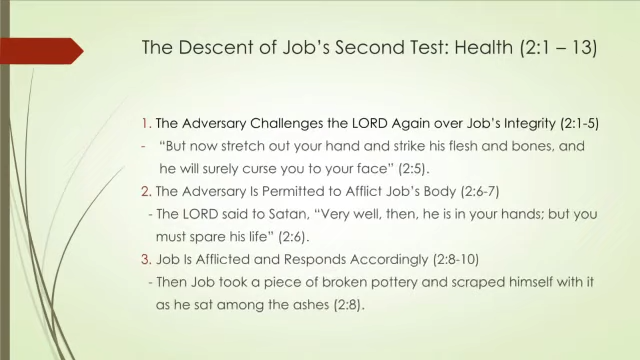 The Descent of Job’s Second Test: Health (2:1 – 13)
1. The Adversary Challenges the LORD Again over Job’s Integrity (2:1-5)
- “But now stretch out your hand and strike his flesh and bones, and
he will surely curse you to your face” (2:5).
2. The Adversary Is Permitted to Afflict Job’s Body (2:6-7)
- The LORD said to Satan, “Very well, then, he is in your hands; but you
must spare his life” (2:6).
3. Job Is Afflicted and Responds Accordingly (2:8-10)
- Then Job took a piece of broken pottery and scraped himself with it
as he sat among the ashes (2:8).